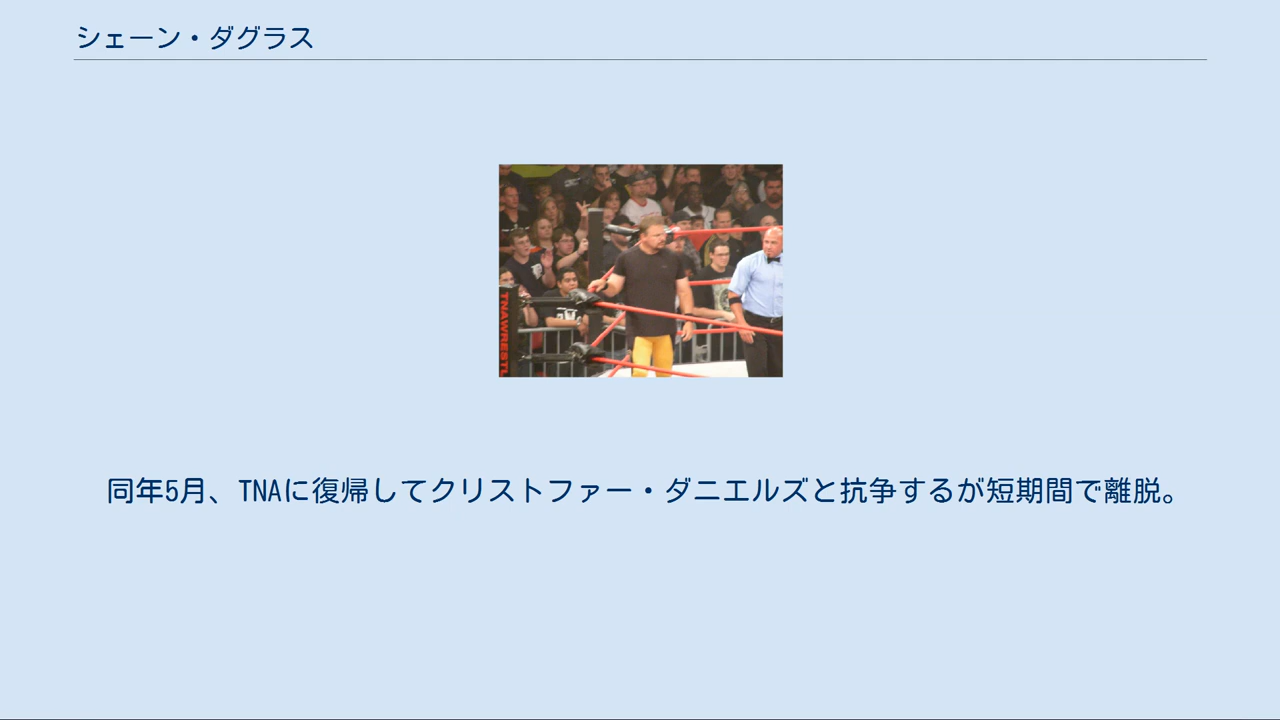 シェーン・ダグラス
TNAWRESTL
同年5月、TNAに復帰してクリストファー・ダニエルズと抗争するが短期間で離脱。